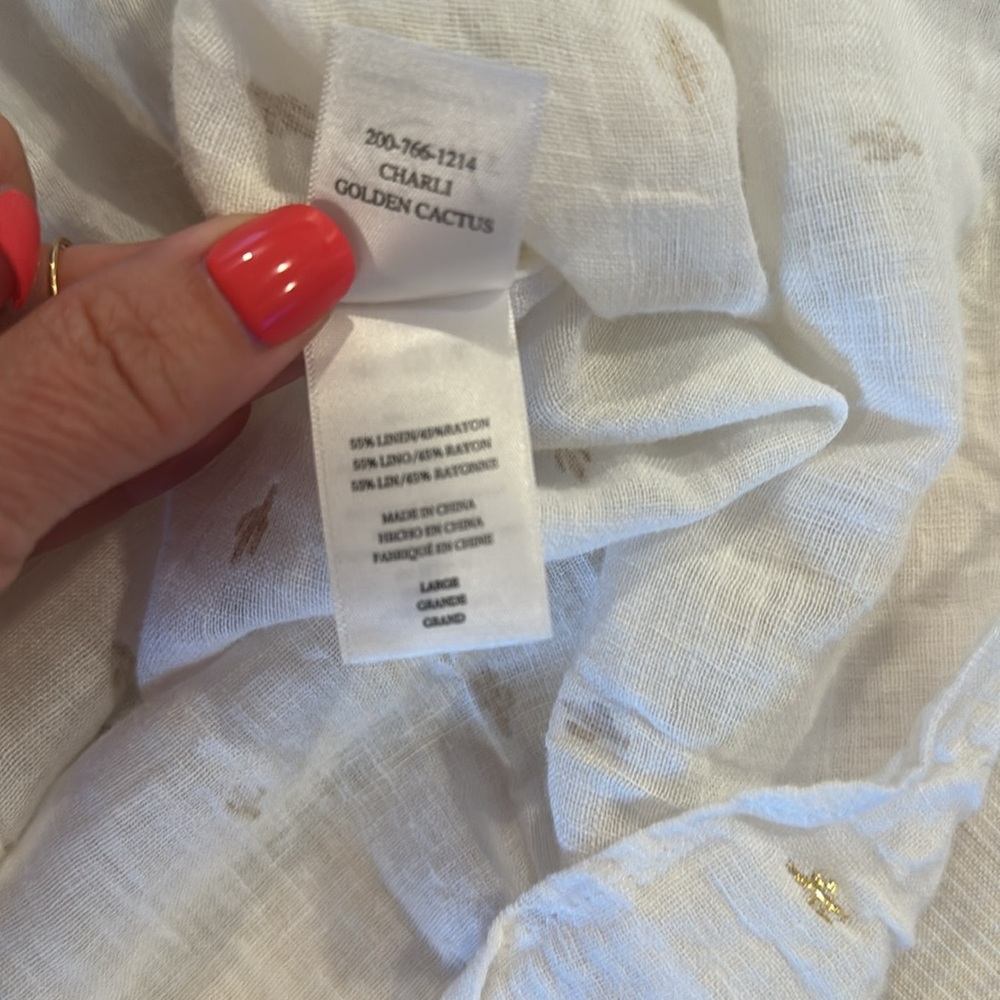 200-766-1214
CHARLI
GOLDEN CACTUS
55% LINEN/45%RAYON
55% LINO/45% RAYON
55% LIN/45% RAYONNE
MADE IN CHINA
HECHO EN CHINA
FABRIQUÉ EN CHINE
LARGE
GRANDE
GRAND